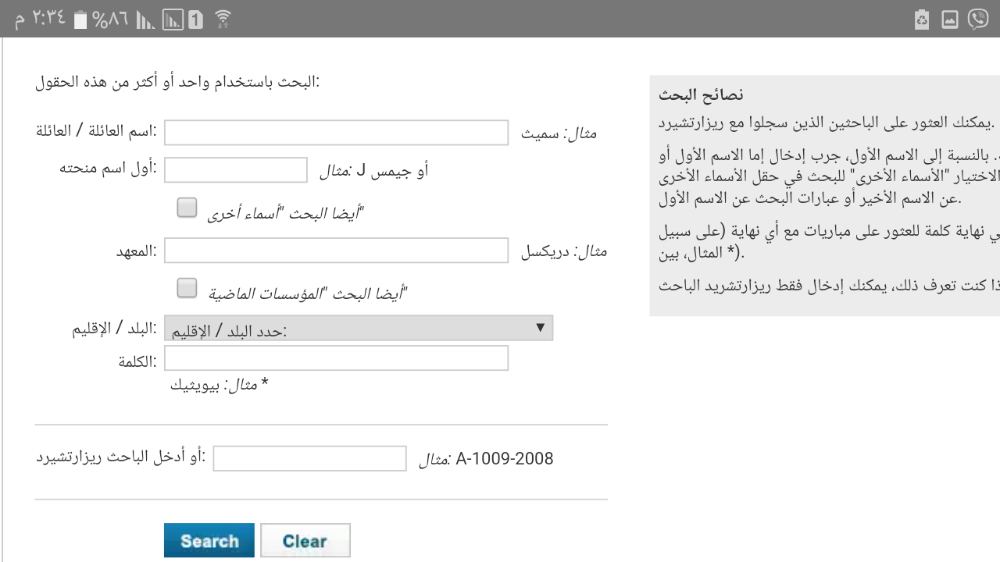 ٢:٣٤ م ٨٦% 1
البحث باستخدام واحد أو أكثر من هذه الحقول:
اسم العائلة / العائلة: مثال: سميث
أول اسم منحته: مثال: J أو جيمس
أيضا البحث "أسماء أخرى"
المعهد: مثال: دريكسل
أيضا البحث "المؤسسات الماضية"
البلد / الإقليم: حدد البلد / الإقليم:
الكلمة:
مثال: بيويثيك *
أو أدخل الباحث ريزارتشيرد: مثال: A-1009-2008
Search Clear
نصائح البحث
يمكنك العثور على الباحثين الذين سجلوا مع ريزارتشيرد.
. بالنسبة إلى الاسم الأول، جرب إدخال إما الاسم الأول أو
الاختيار "الأسماء الأخرى" للبحث في حقل الأسماء الأخرى
عن الاسم الأخير أو عبارات البحث عن الاسم الأول.
نهاية كلمة للعثور على مباريات مع أي نهاية (على سبيل
المثال، بين *).
كنت تعرف ذلك، يمكنك إدخال فقط ريزارتشريد الباحث